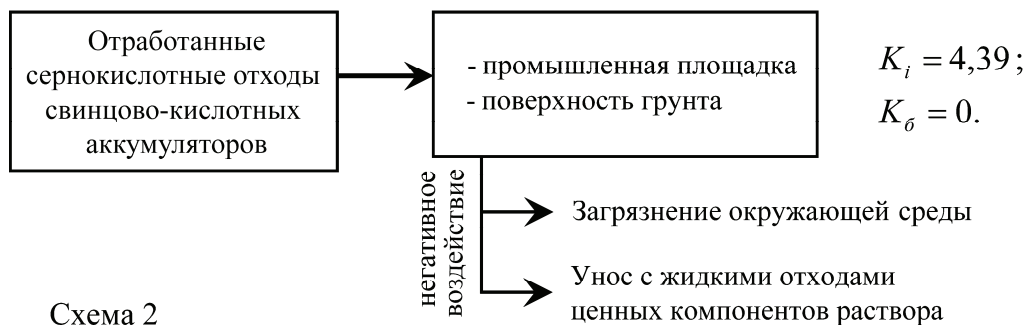 Отработанные
сернокислотные отходы
свинцово-кислотных
аккумуляторов
- промышленная площадка
- поверхность грунта
K_i = 4,39;
K_б = 0.
негативное
воздействие
Загрязнение окружающей среды
Унос с жидкими отходами
ценных компонентов раствора
Схема 2